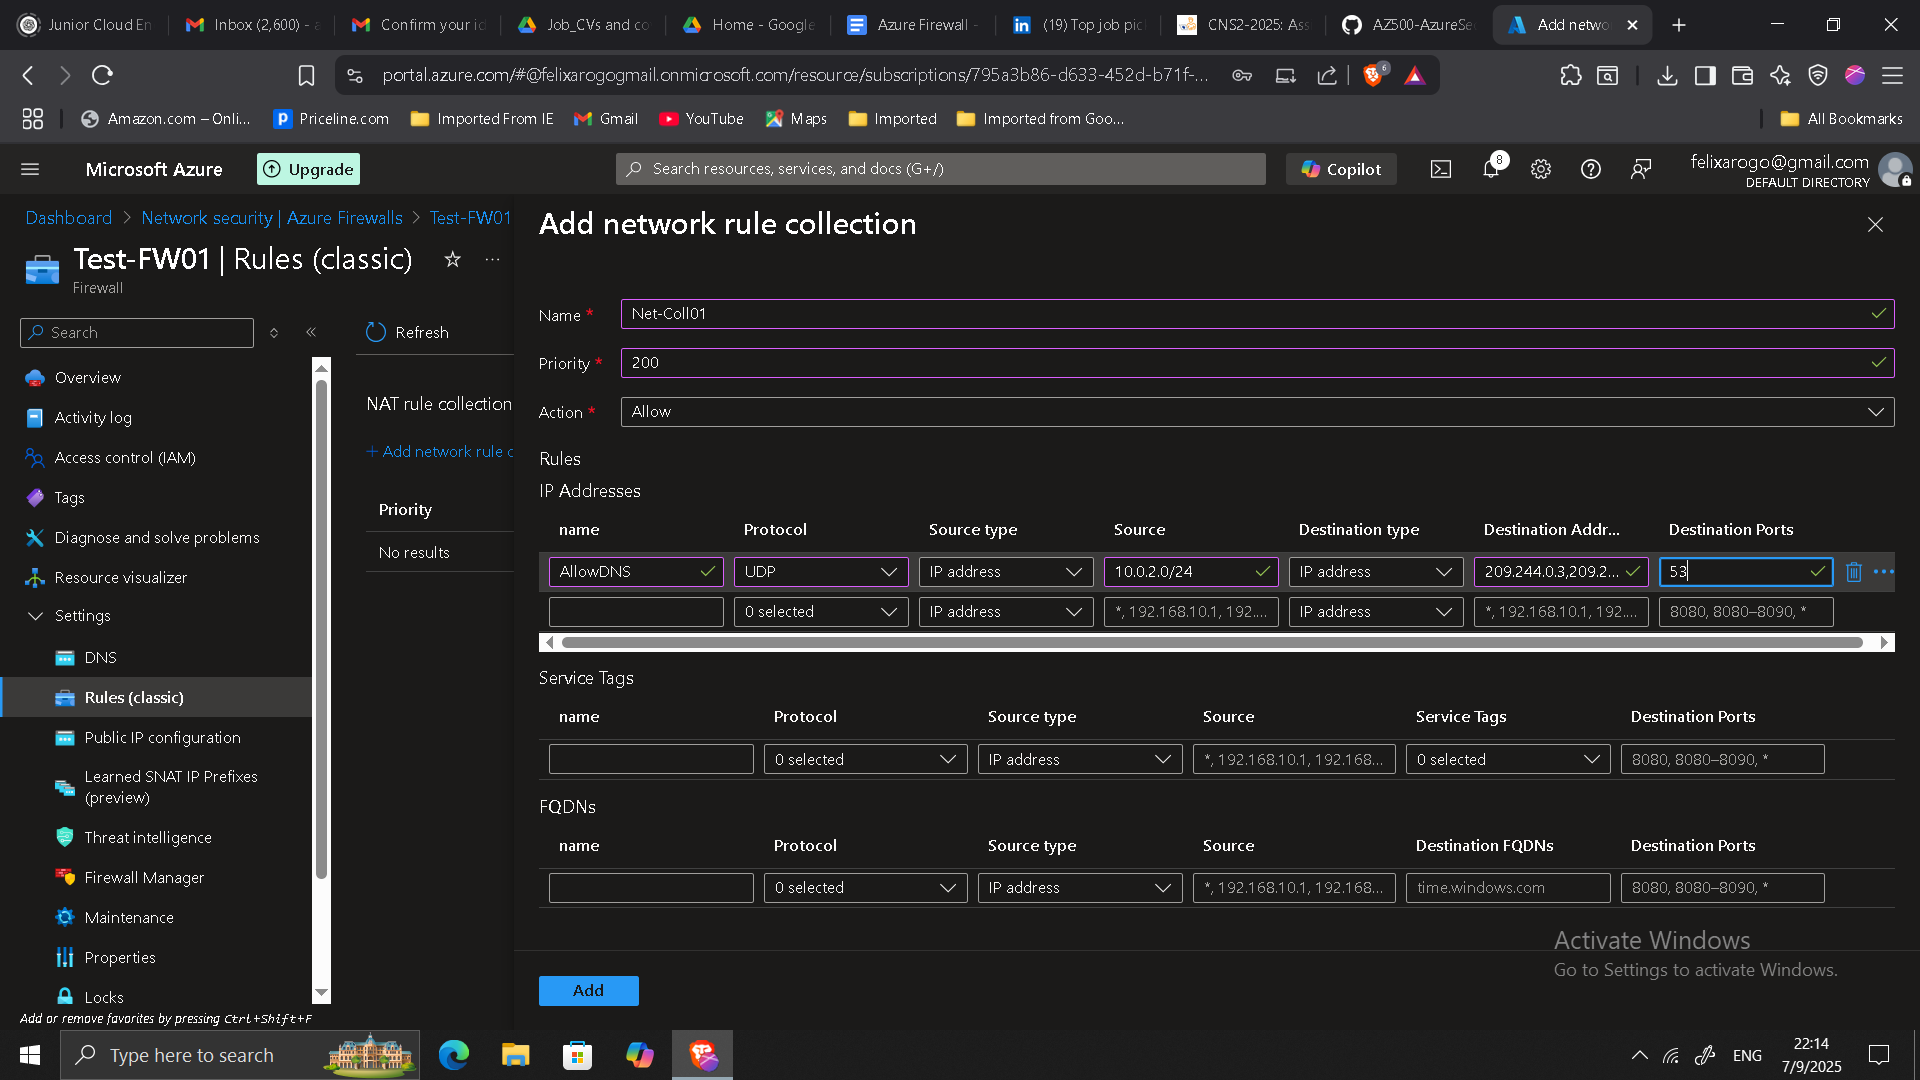 Junior Cloud En
Inbox (2,600) - a
Confirm your id
Job_CVs and co
Home - Google
Azure Firewall -
(19) Top job pic
CNS2-2025: Ass
AZ500-AzureSe
Add netwo
portal.azure.com/#@felixarogogmail.onmicrosoft.com/resource/subscriptions/795a3b86-d633-452d-b71f-...
6
Amazon.com – Onli...
Priceline.com
Imported From IE
Gmail
YouTube
Maps
Imported
Imported from Goo...
All Bookmarks
Microsoft Azure
Upgrade
Search resources, services, and docs (G+/)
Copilot
8
felixarogo@gmail.com
DEFAULT DIRECTORY
Dashboard > Network security | Azure Firewalls > Test-FW01
Test-FW01 | Rules (classic)
Firewall
Search
Overview
Activity log
Access control (IAM)
Tags
Diagnose and solve problems
Resource visualizer
Settings
DNS
Rules (classic)
Public IP configuration
Learned SNAT IP Prefixes (preview)
Threat intelligence
Firewall Manager
Maintenance
Properties
Locks
Add or remove favorites by pressing Ctrl+Shift+F
Refresh
NAT rule collection
+ Add network rule c
Priority
No results
Add network rule collection
Name *
Net-Coll01
Priority *
200
Action *
Allow
Rules
IP Addresses
name Protocol Source type Source Destination type Destination Addr... Destination Ports
AllowDNS UDP IP address 10.0.2.0/24 IP address 209.244.0.3,209.2... 53
0 selected IP address *, 192.168.10.1, 192.... IP address *, 192.168.10.1, 192.... 8080, 8080–8090, *
Service Tags
name Protocol Source type Source Service Tags Destination Ports
0 selected IP address *, 192.168.10.1, 192.168... 0 selected 8080, 8080–8090, *
FQDNs
name Protocol Source type Source Destination FQDNs Destination Ports
0 selected IP address *, 192.168.10.1, 192.168... time.windows.com 8080, 8080–8090, *
Add
Activate Windows
Go to Settings to activate Windows.
Type here to search
ENG
22:14
7/9/2025